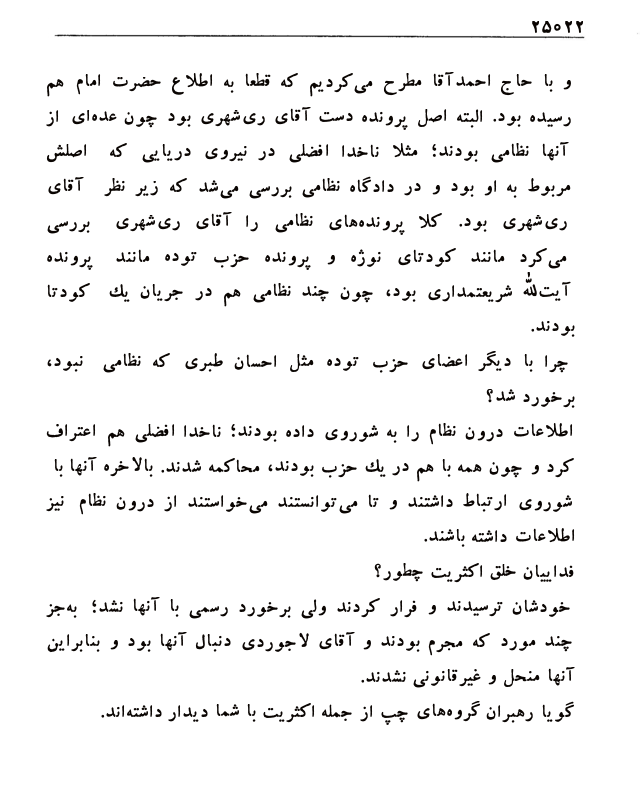 ۲۵۰۲۲
و با حاج احمدآقا مطرح می‌کردیم که قطعا به اطلاع حضرت امام هم
رسیده بود. البته اصل پرونده دست آقای ری‌شهری بود چون عده‌ای از
آنها نظامی بودند؛ مثلا ناخدا افضلی در نیروی دریایی که اصلش
مربوط به او بود و در دادگاه نظامی بررسی می‌شد که زیر نظر آقای
ری‌شهری بود. کلا پرونده‌های نظامی را آقای ری‌شهری بررسی
می‌کرد مانند کودتای نوژه و پرونده حزب توده مانند پرونده
آیت‌الله شریعتمداری بود، چون چند نظامی هم در جریان یك کودتا
بودند.
چرا با دیگر اعضای حزب توده مثل احسان طبری که نظامی نبود،
برخورد شد؟
اطلاعات درون نظام را به شوروی داده بودند؛ ناخدا افضلی هم اعتراف
کرد و چون همه با هم در یك حزب بودند، محاکمه شدند. بالاخره آنها با
شوروی ارتباط داشتند و تا می‌توانستند می‌خواستند از درون نظام نیز
اطلاعات داشته باشند.
فداییان خلق اکثریت چطور؟
خودشان ترسیدند و فرار کردند ولی برخورد رسمی با آنها نشد؛ به‌جز
چند مورد که مجرم بودند و آقای لاجوردی دنبال آنها بود و بنابراین
آنها منحل و غیرقانونی نشدند.
گویا رهبران گروه‌های چپ از جمله اکثریت با شما دیدار داشته‌اند.